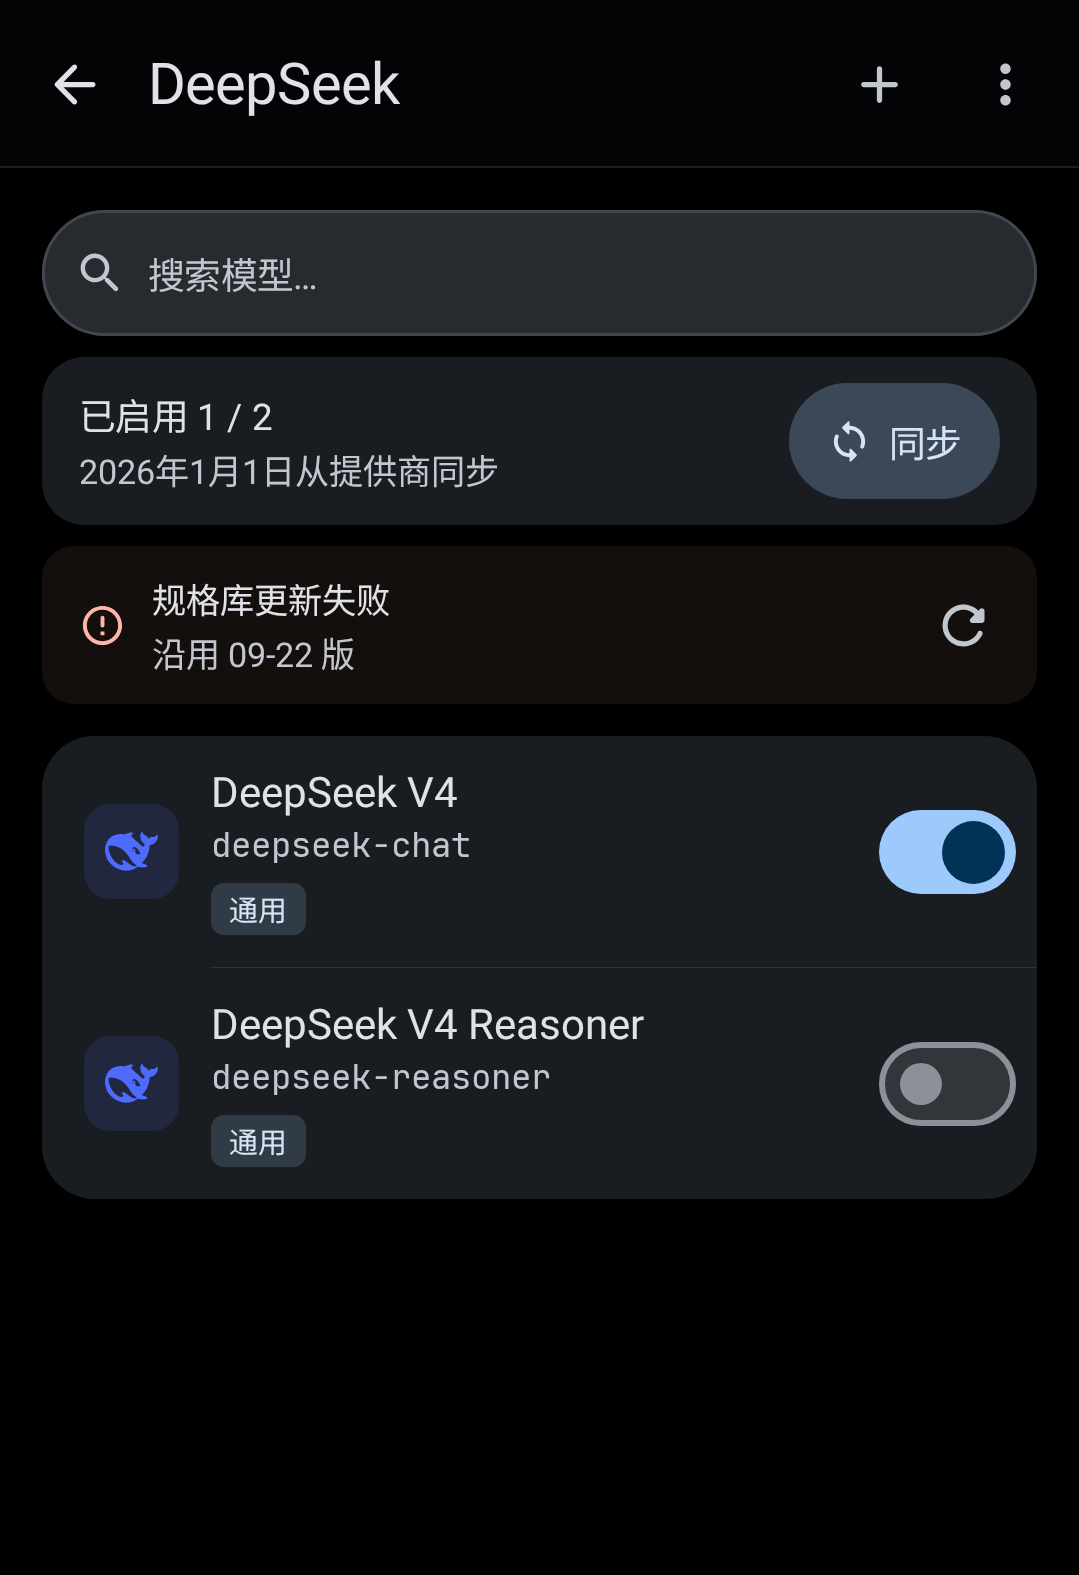 DeepSeek
搜索模型…
已启用 1 / 2
2026年1月1日从提供商同步
同步
规格库更新失败
沿用 09-22 版
DeepSeek V4
deepseek-chat
通用
DeepSeek V4 Reasoner
deepseek-reasoner
通用